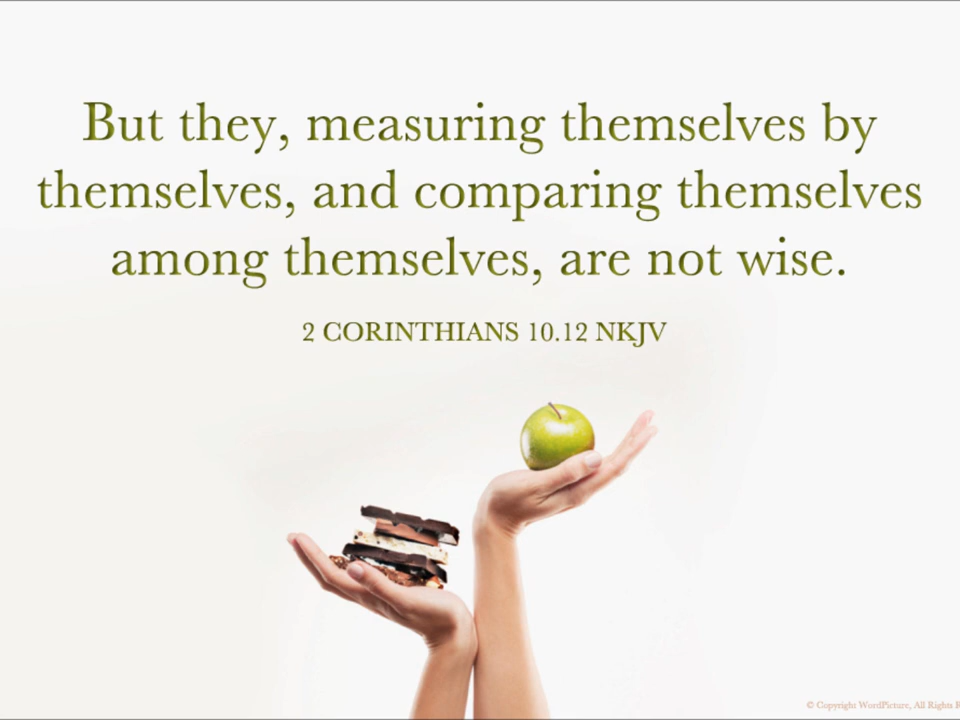 But they, measuring themselves by
themselves, and comparing themselves
among themselves, are not wise.
2 CORINTHIANS 10.12 NKJV
© Copyright WordPicture, All Rights R